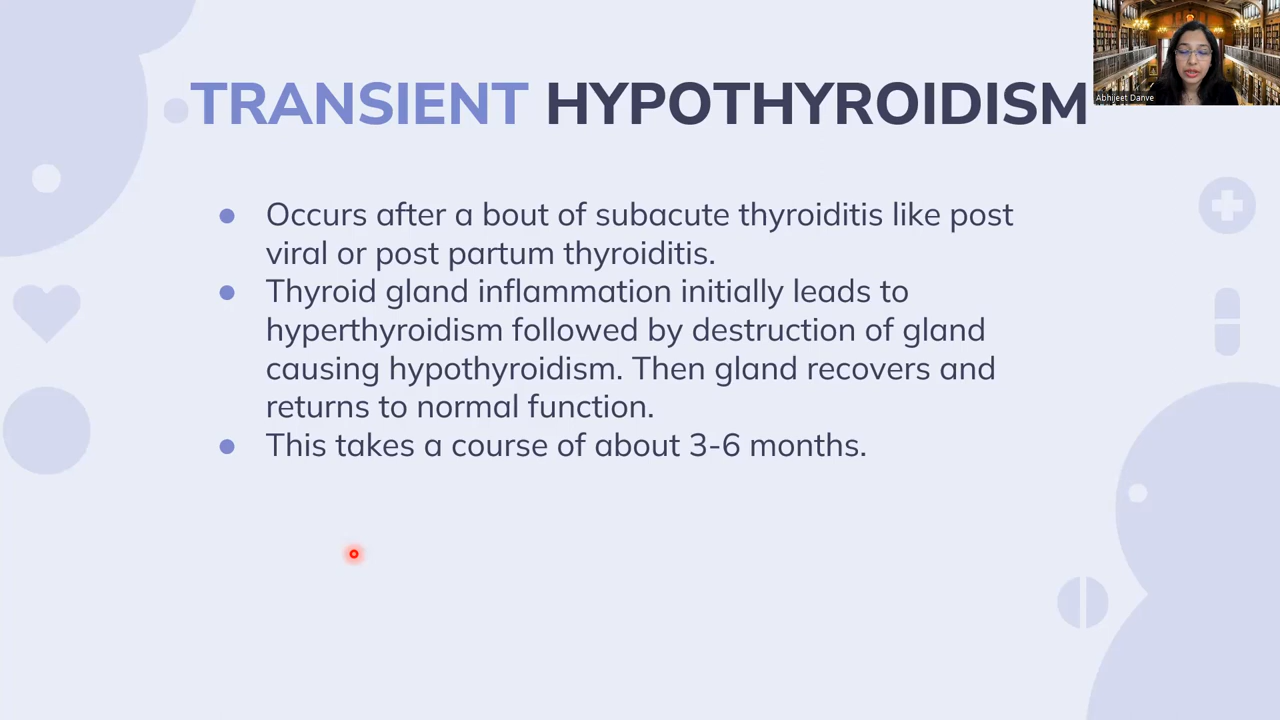 Abhijeet Danve
TRANSIENT HYPOTHYROIDISM
● Occurs after a bout of subacute thyroiditis like post
viral or post partum thyroiditis.
● Thyroid gland inflammation initially leads to
hyperthyroidism followed by destruction of gland
causing hypothyroidism. Then gland recovers and
returns to normal function.
● This takes a course of about 3-6 months.